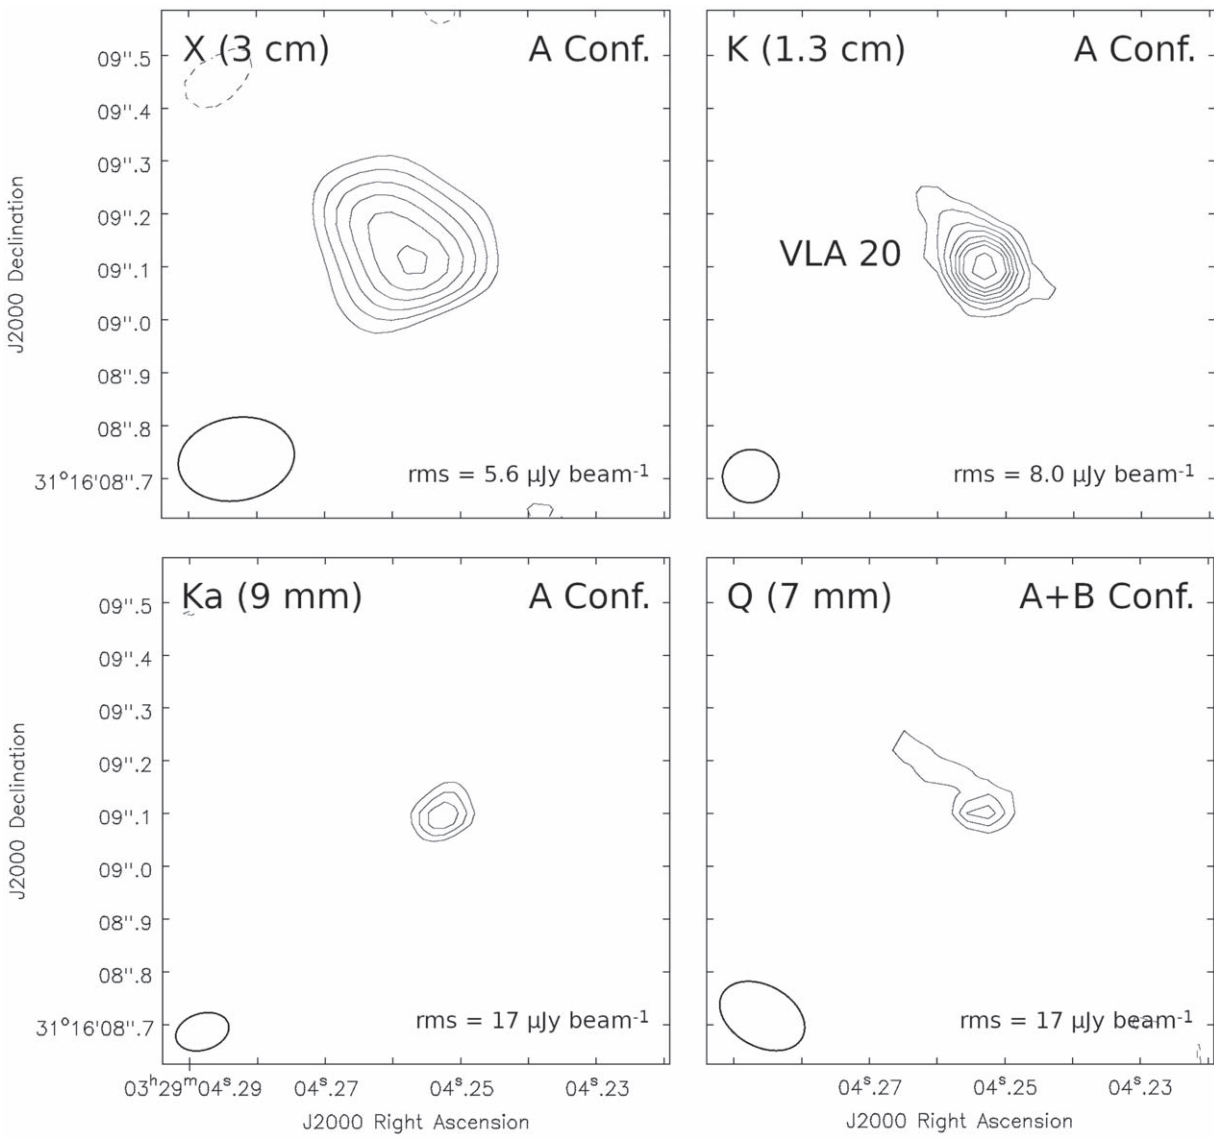 X (3 cm) A Conf.
09".5
09".4
09".3
09".2
09".1
09".0
08".9
08".8
31°16'08".7
J2000 Declination
rms = 5.6 μJy beam⁻¹
K (1.3 cm) A Conf.
VLA 20
rms = 8.0 μJy beam⁻¹
Ka (9 mm) A Conf.
09".5
09".4
09".3
09".2
09".1
09".0
08".9
08".8
31°16'08".7
J2000 Declination
rms = 17 μJy beam⁻¹
03ʰ29ᵐ04ˢ.29 04ˢ.27 04ˢ.25 04ˢ.23
J2000 Right Ascension
Q (7 mm) A+B Conf.
rms = 17 μJy beam⁻¹
04ˢ.27 04ˢ.25 04ˢ.23
J2000 Right Ascension